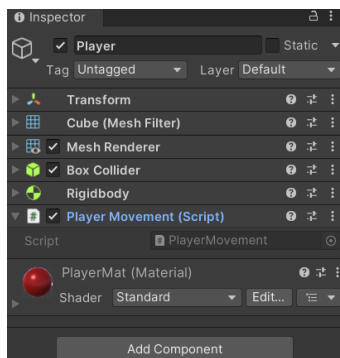 Inspector
Player Static
Tag Untagged Layer Default
Transform
Cube (Mesh Filter)
Mesh Renderer
Box Collider
Rigidbody
# Player Movement (Script)
Script # PlayerMovement
PlayerMat (Material)
Shader Standard Edit...
Add Component